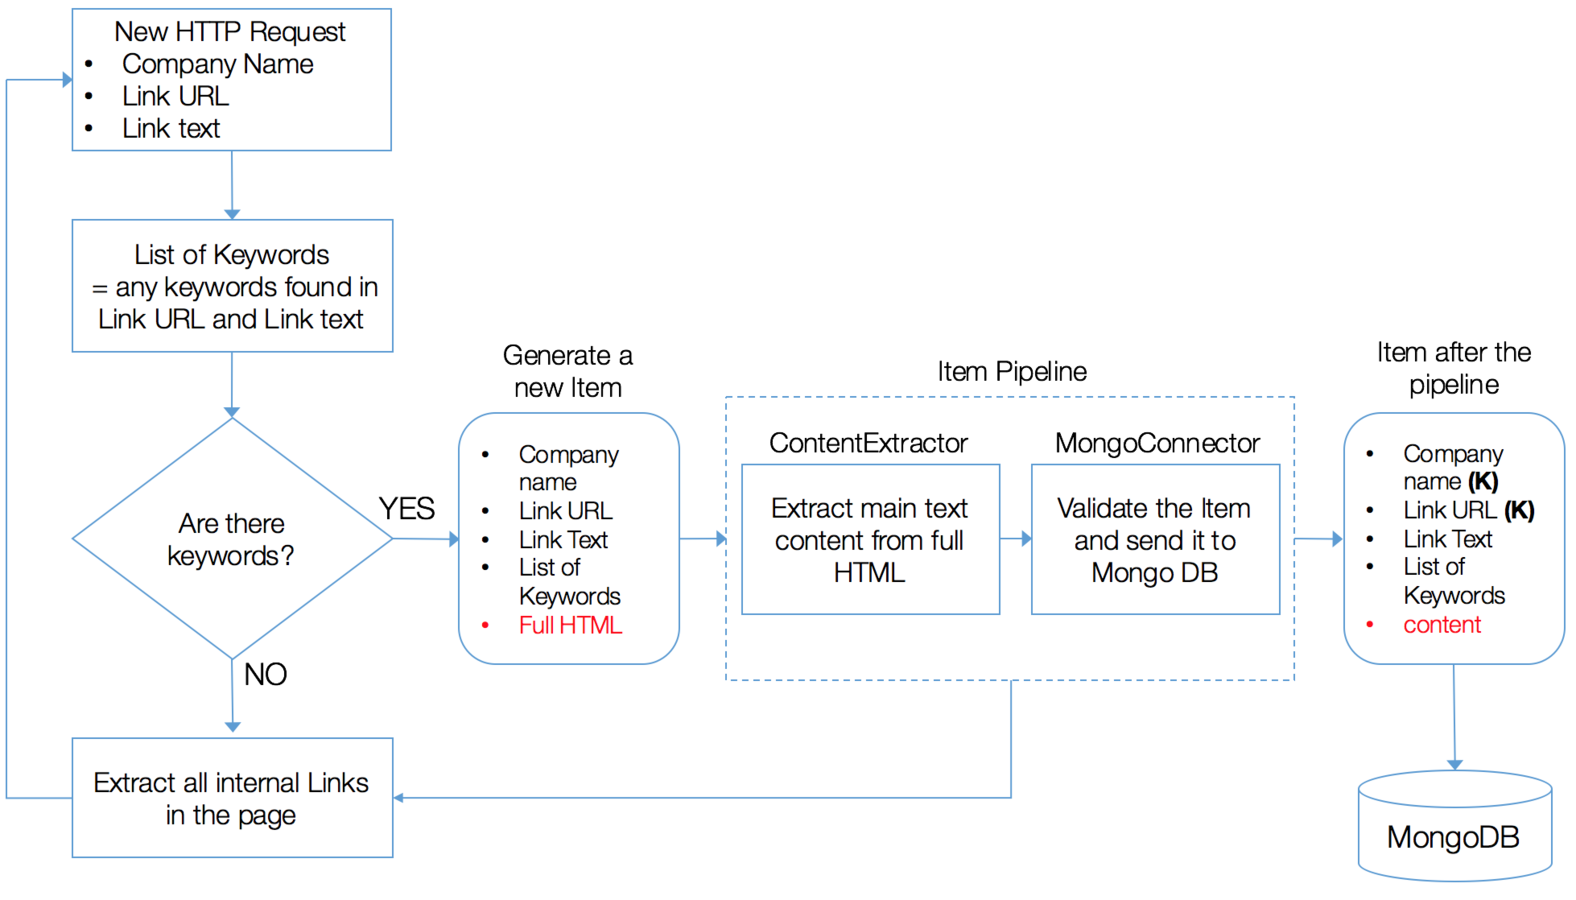 New HTTP Request
• Company Name
• Link URL
• Link text
List of Keywords
= any keywords found in
Link URL and Link text
Are there
keywords?
YES
NO
Extract all internal Links
in the page
Generate a
new Item
• Company
name
• Link URL
• Link Text
• List of
Keywords
• Full HTML
Item Pipeline
ContentExtractor
Extract main text
content from full
HTML
MongoConnector
Validate the Item
and send it to
Mongo DB
Item after the
pipeline
• Company
name (K)
• Link URL (K)
• Link Text
• List of
Keywords
• content
MongoDB